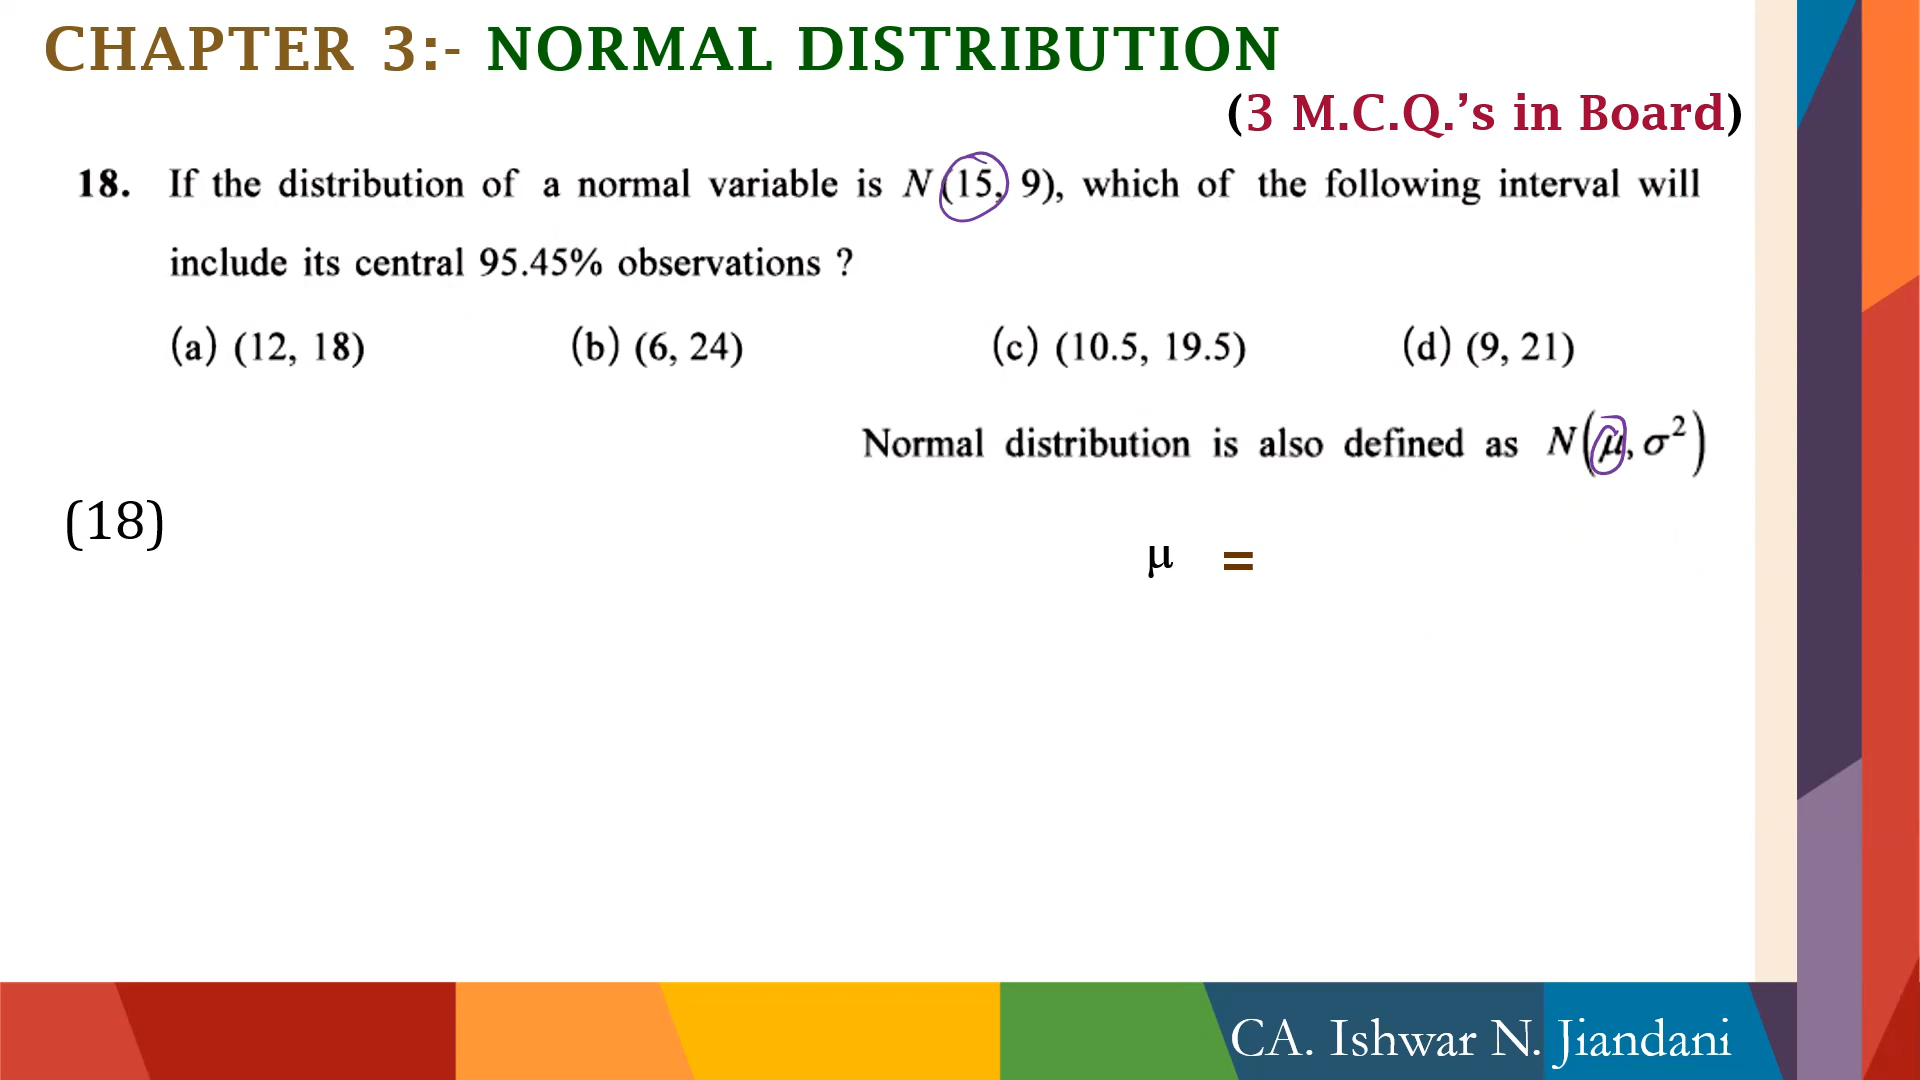 CHAPTER 3:- NORMAL DISTRIBUTION
(3 M.C.Q.’s in Board)
18. If the distribution of a normal variable is N (15, 9), which of the following interval will
include its central 95.45% observations ?
(a) (12, 18) (b) (6, 24) (c) (10.5, 19.5) (d) (9, 21)
Normal distribution is also defined as N(μ, σ²)
(18)
μ =
CA. Ishwar N. Jiandani